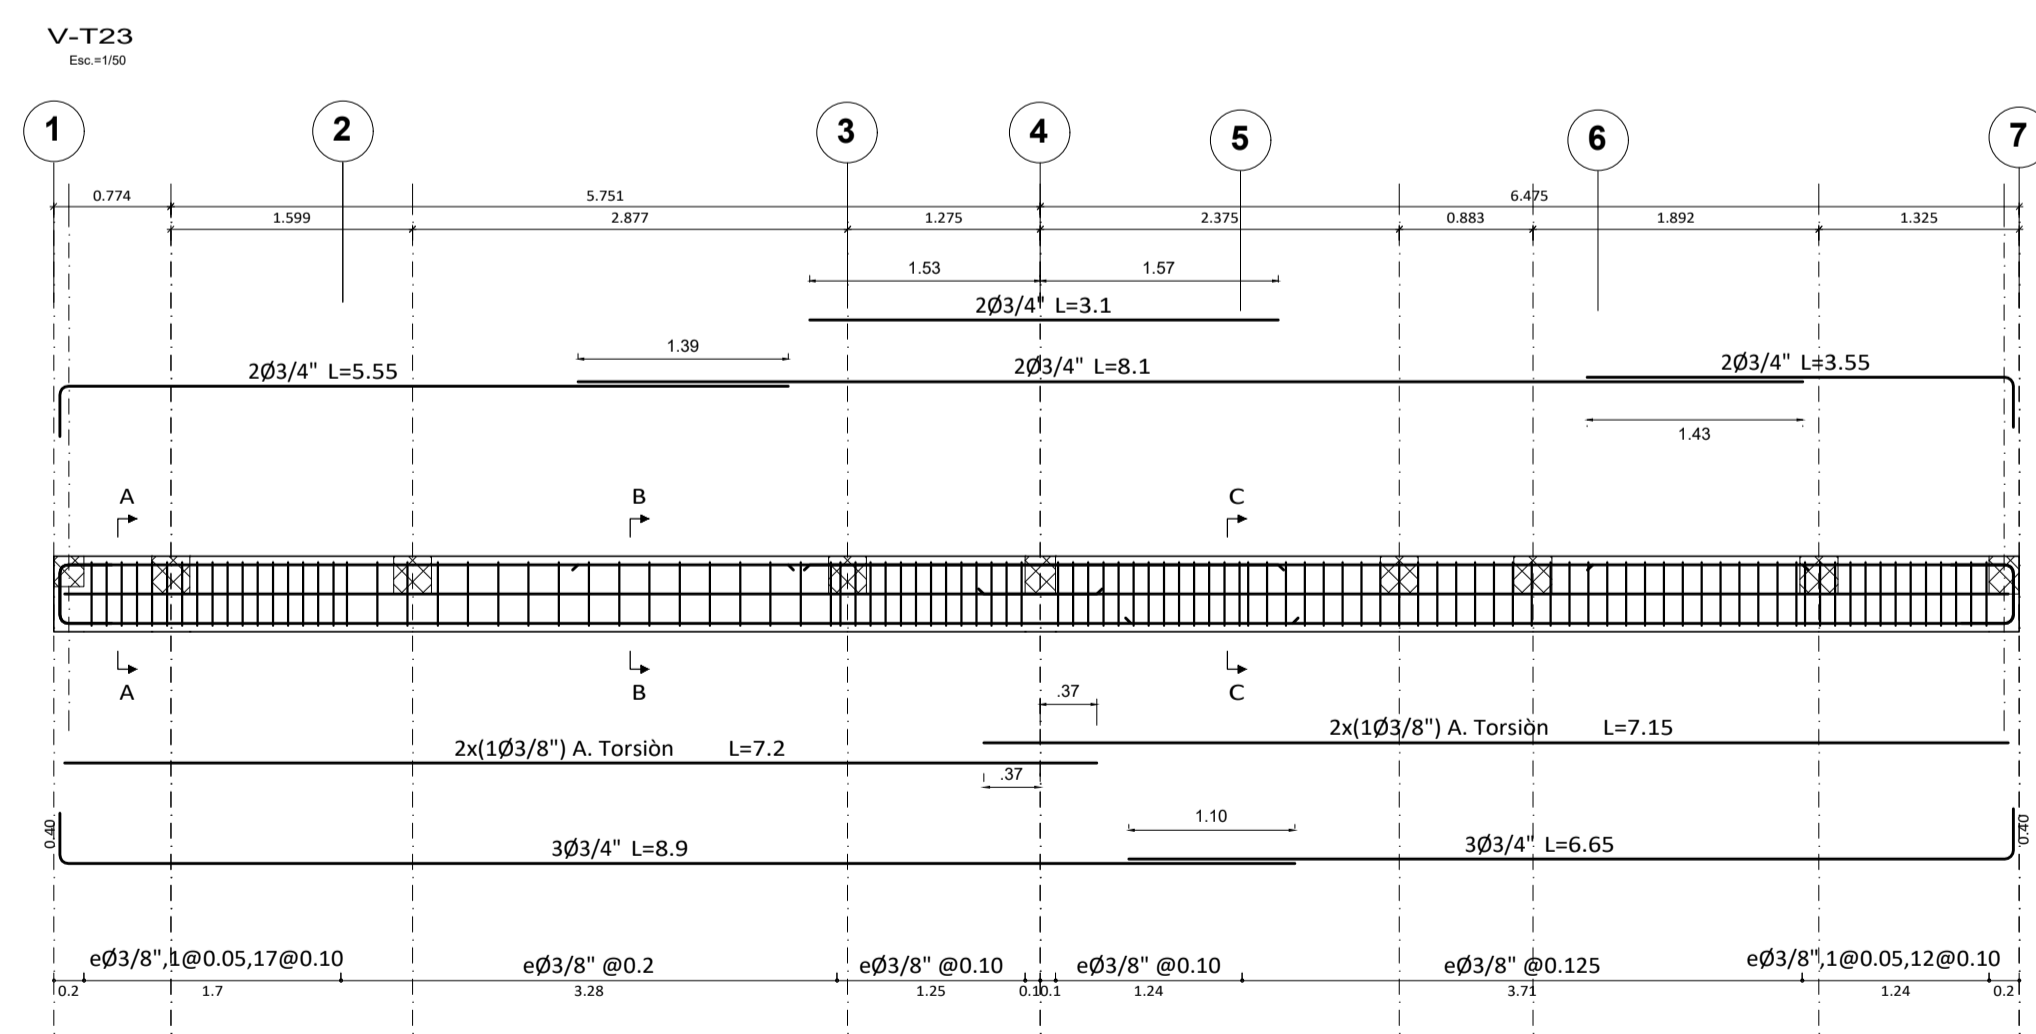 V-T23
Esc.=1/50
1 2 3 4 5 6 7
0.774 5.751 6.475
1.599 2.877 1.275 2.375 0.883 1.892 1.325
1.53 1.57
2Ø3/4" L=3.1
1.39
2Ø3/4" L=5.55 2Ø3/4" L=8.1 2Ø3/4" L=3.55
1.43
A B C
A B C
.37
2x(1Ø3/8") A. Torsiòn L=7.15
2x(1Ø3/8") A. Torsiòn L=7.2
.37
1.10
0.40 3Ø3/4" L=8.9 3Ø3/4" L=6.65 0.40
eØ3/8",1@0.05,17@0.10 eØ3/8" @0.2 eØ3/8" @0.10 eØ3/8" @0.10 eØ3/8" @0.125 eØ3/8",1@0.05,12@0.10
0.2 1.7 3.28 1.25 0.1 0.1 1.24 3.71 1.24 0.2